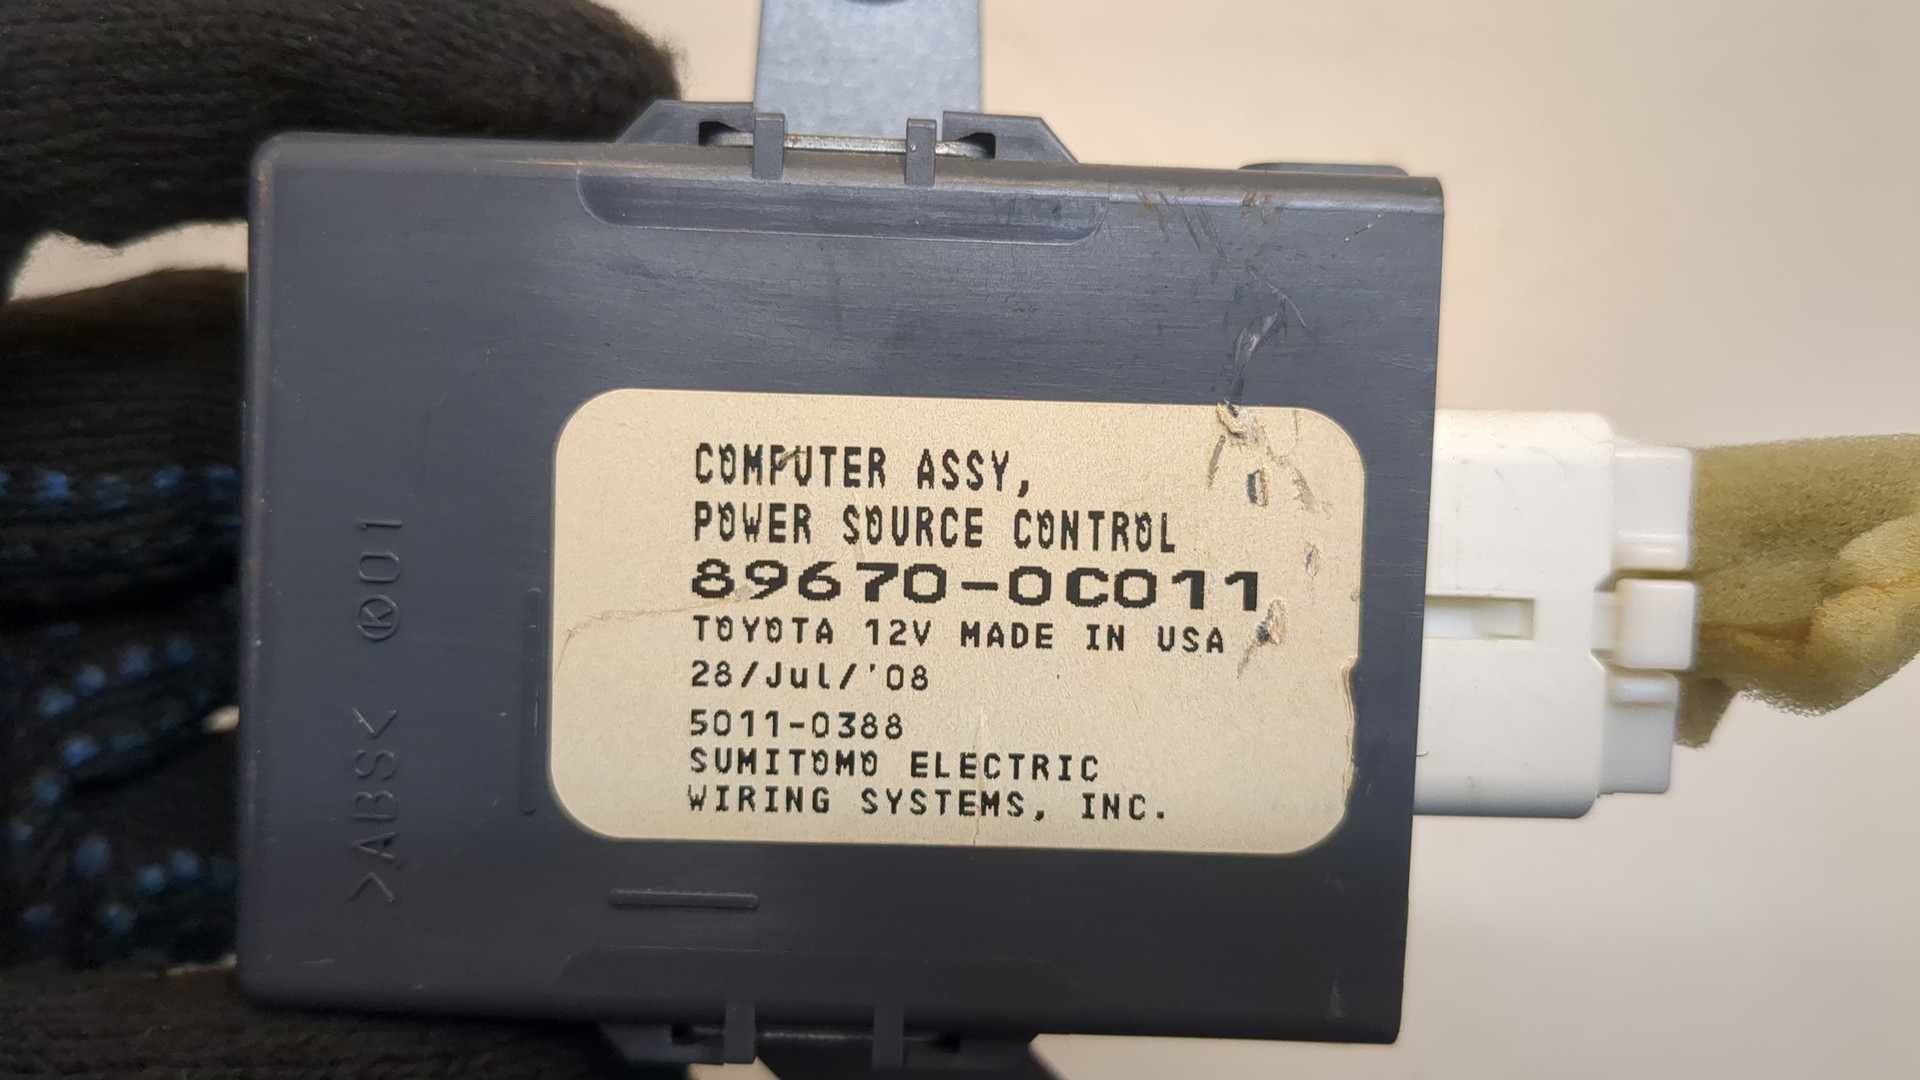 COMPUTER ASSY,
POWER SOURCE CONTROL
89670-0C011
TOYOTA 12V MADE IN USA
28/Jul/'08
5011-0388
SUMITOMO ELECTRIC
WIRING SYSTEMS, INC.
>ABS< Ⓚ001